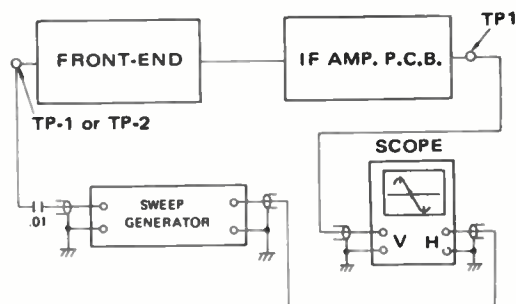 TP1
FRONT-END
IF AMP. P.C.B.
TP-1 or TP-2
SCOPE
.01
SWEEP
GENERATOR
V H